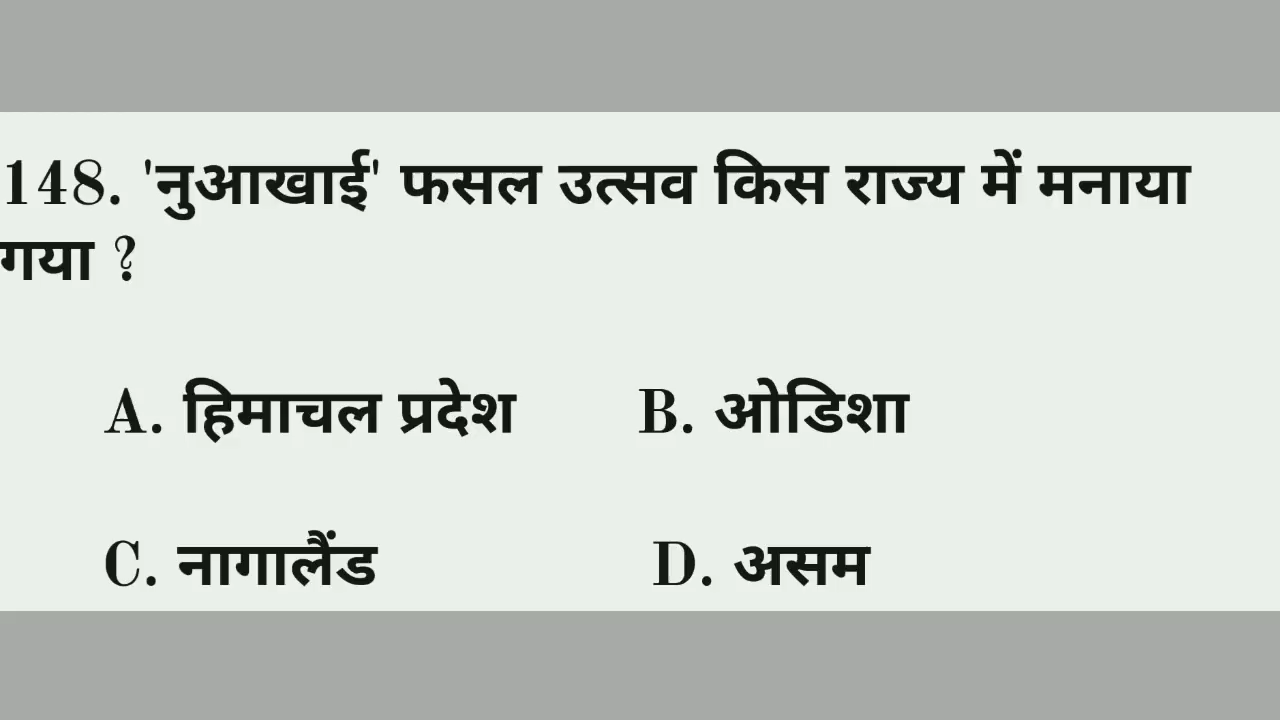 148. 'नुआखाई' फसल उत्सव किस राज्य में मनाया
गया ?
A. हिमाचल प्रदेश B. ओडिशा
C. नागालैंड D. असम